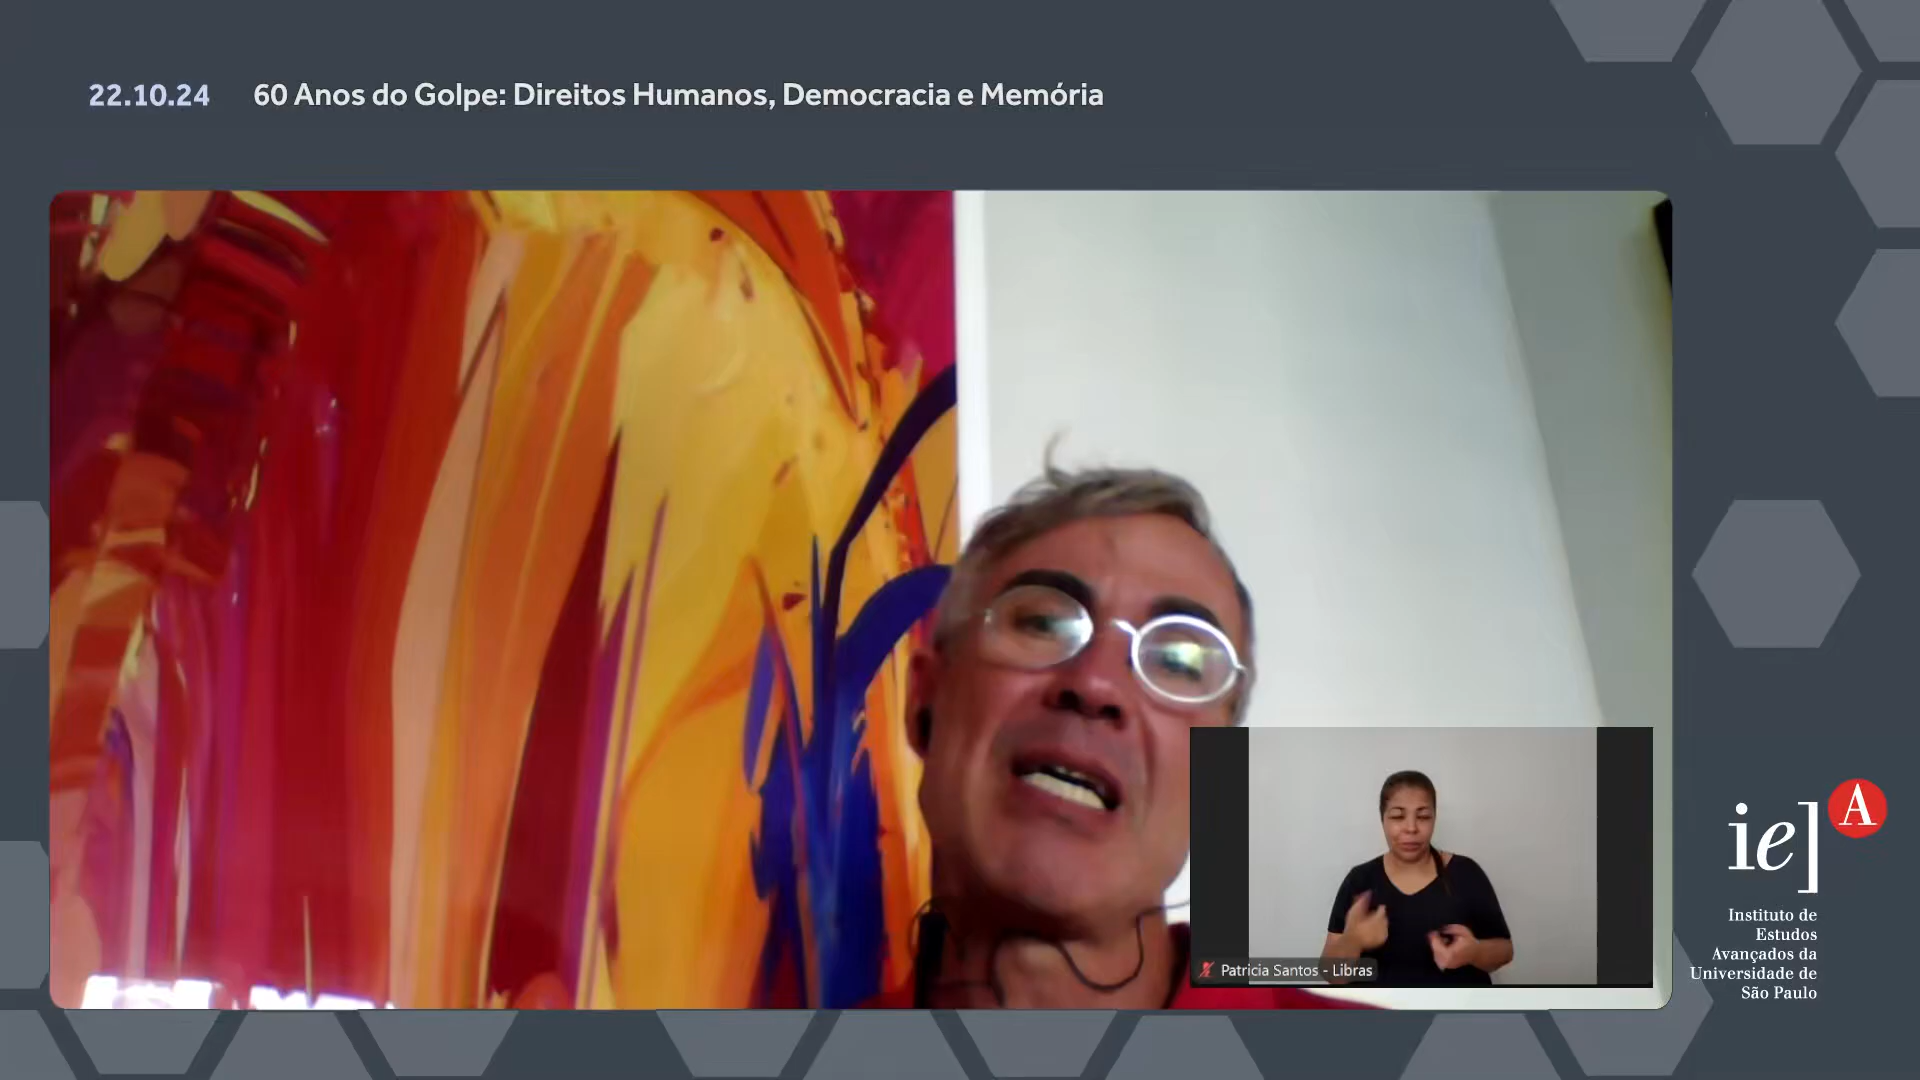 22.10.24
60 Anos do Golpe: Direitos Humanos, Democracia e Memória
Patricia Santos - Libras
ie] A
Instituto de
Estudos
Avançados da
Universidade de
São Paulo